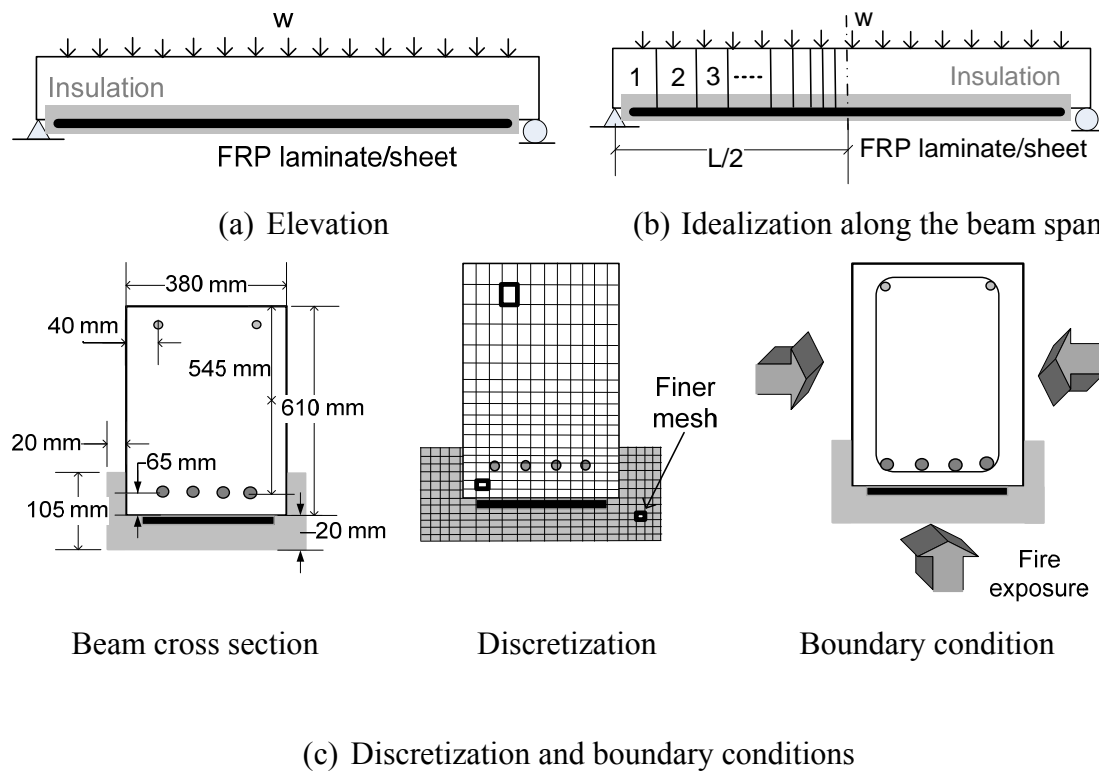 w
Insulation
FRP laminate/sheet
(a) Elevation
w
1 2 3
Insulation
L/2
FRP laminate/sheet
(b) Idealization along the beam span
380 mm
40 mm
545 mm
610 mm
20 mm
65 mm
105 mm
20 mm
Beam cross section
Finer
mesh
Discretization
Fire
exposure
Boundary condition
(c) Discretization and boundary conditions